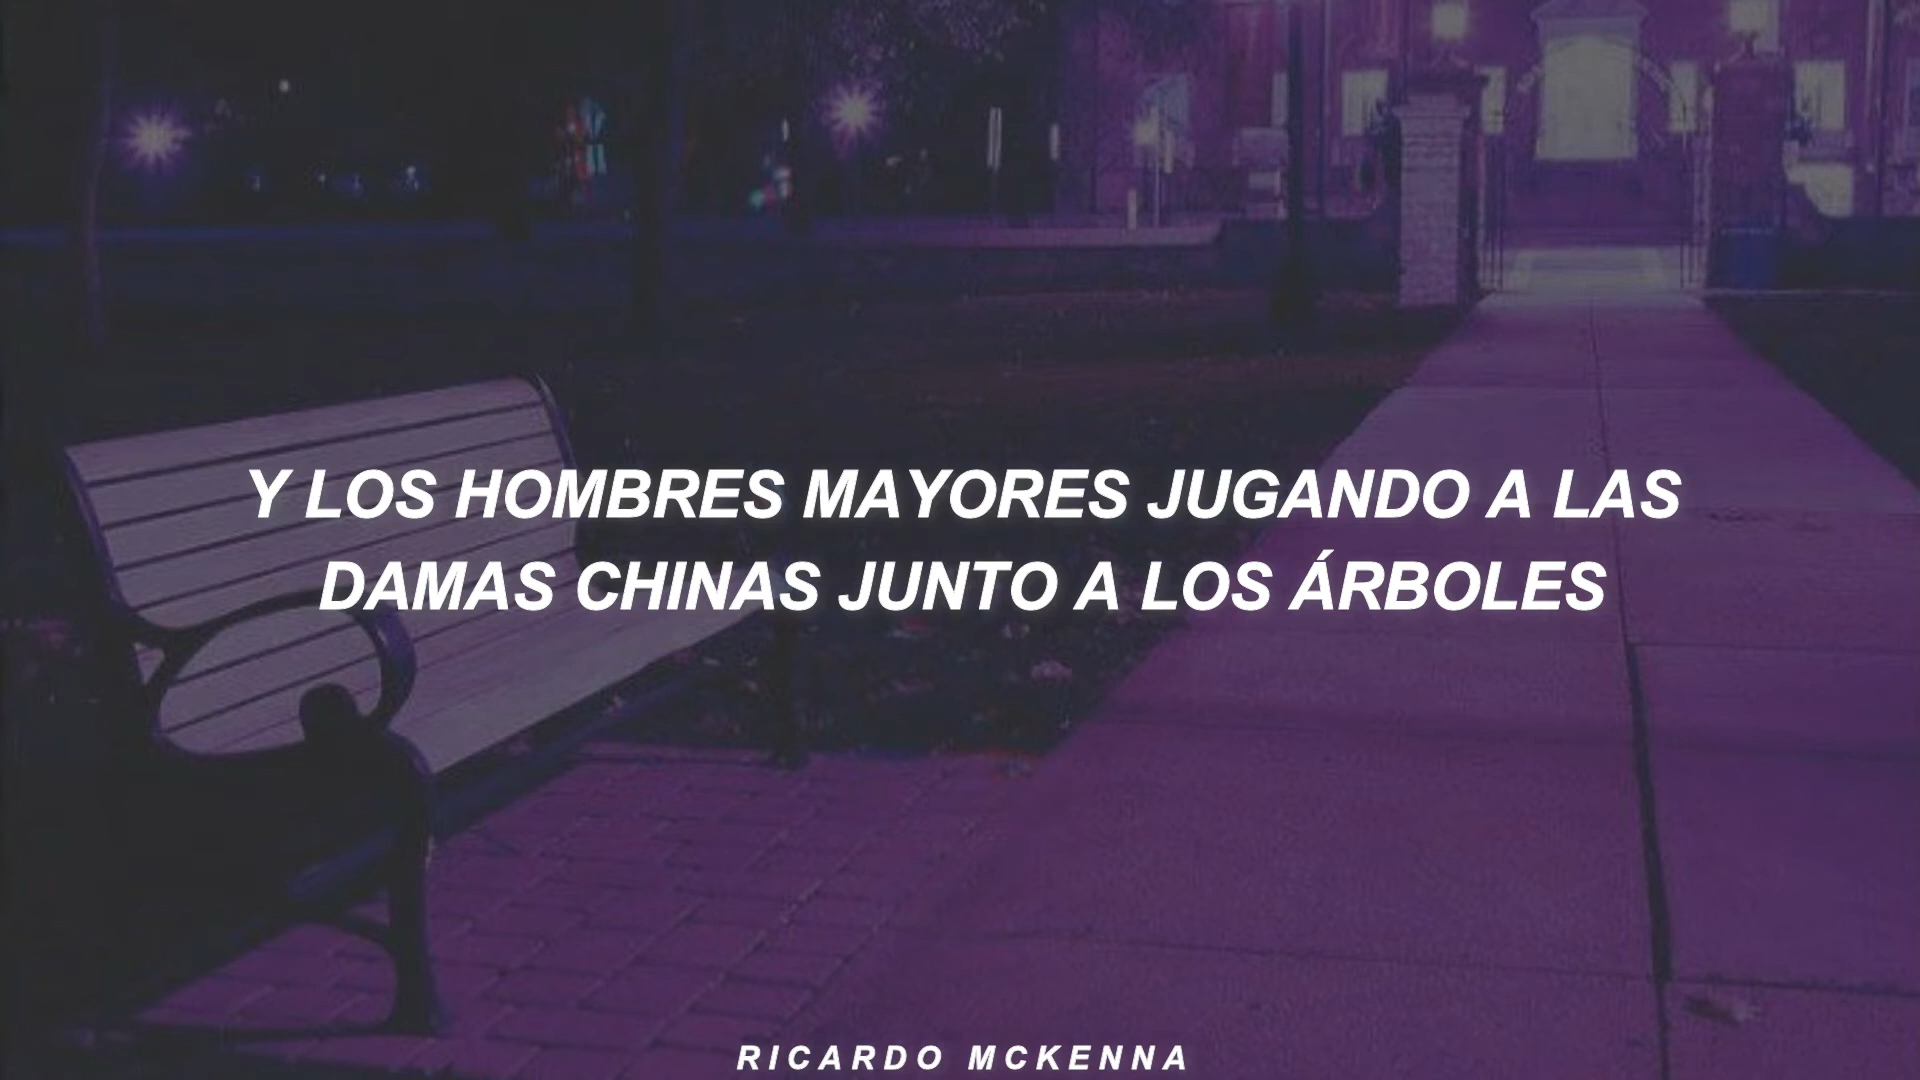 Y LOS HOMBRES MAYORES JUGANDO A LAS
DAMAS CHINAS JUNTO A LOS ÁRBOLES
RICARDO MCKENNA